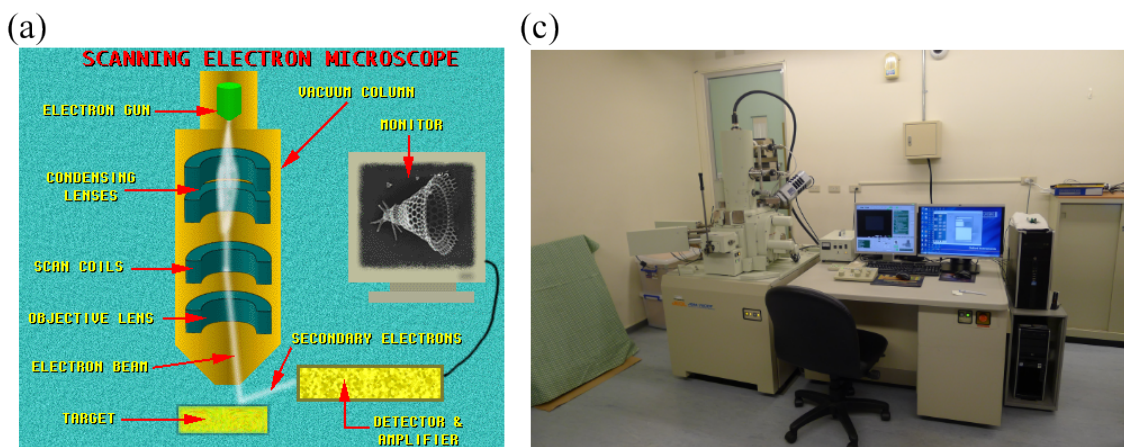 (a)
(c)
SCANNING ELECTRON MICROSCOPE
ELECTRON GUN
VACUUM COLUMN
MONITOR
CONDENSING
LENSES
SCAN COILS
OBJECTIVE LENS
SECONDARY ELECTRONS
ELECTRON BEAM
TARGET
DETECTOR &
AMPLIFIER